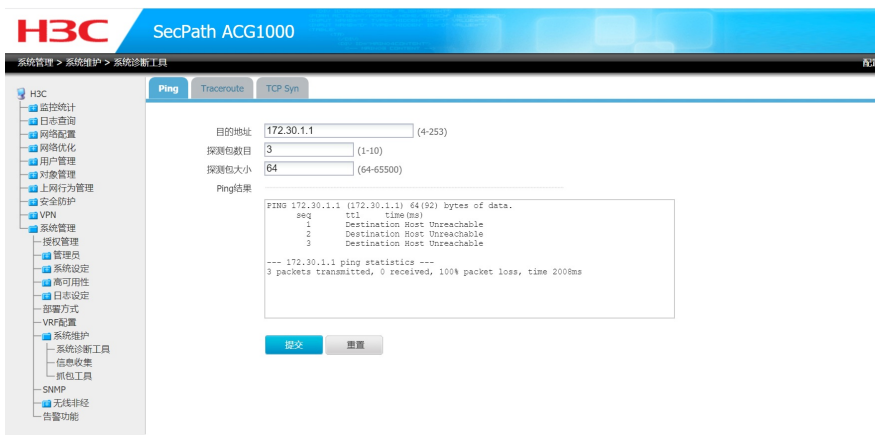 H3C SecPath ACG1000
系统管理 > 系统维护 > 系统诊断工具
H3C
监控统计
日志查询
网络配置
网络优化
用户管理
对象管理
上网行为管理
安全防护
VPN
系统管理
授权管理
管理员
系统设定
高可用性
日志设定
部署方式
VRF配置
系统维护
系统诊断工具
信息收集
抓包工具
SNMP
无线非经
告警功能
Ping Traceroute TCP Syn
目的地址 172.30.1.1 (4-253)
探测包数目 3 (1-10)
探测包大小 64 (64-65500)
Ping结果
PING 172.30.1.1 (172.30.1.1) 64(92) bytes of data.
seq ttl time(ms)
1 Destination Host Unreachable
2 Destination Host Unreachable
3 Destination Host Unreachable
--- 172.30.1.1 ping statistics ---
3 packets transmitted, 0 received, 100% packet loss, time 2008ms
提交 重置